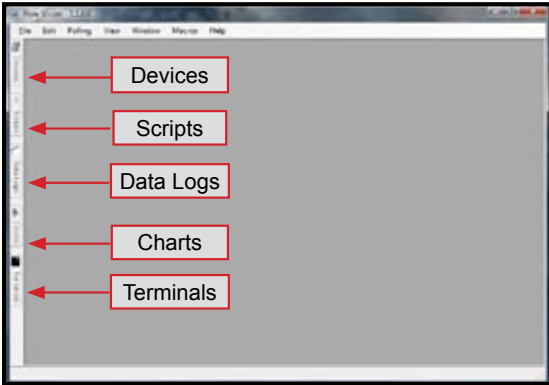 File Edit Polling View Window Macros Help
Devices
Scripts
Data Logs
Charts
Terminals